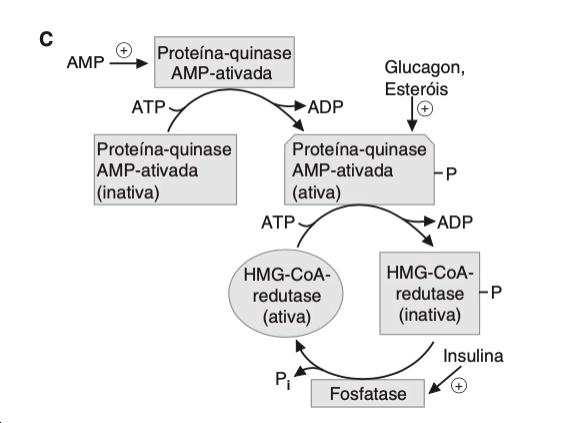 C
AMP
+
Proteína-quinase
AMP-ativada
Glucagon,
Esteróis
+
ATP
ADP
Proteína-quinase
AMP-ativada
(inativa)
Proteína-quinase
AMP-ativada
(ativa)
P
ATP
ADP
HMG-CoA-
redutase
(ativa)
HMG-CoA-
redutase
(inativa)
P
Insulina
+
Pi
Fosfatase